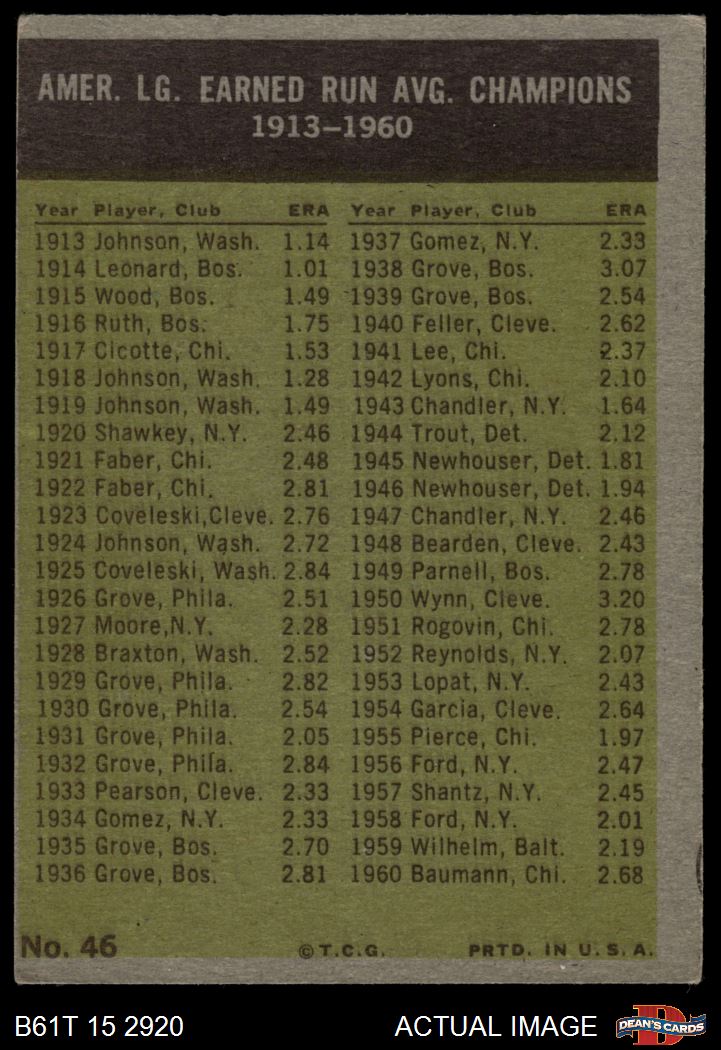 AMER. LG. EARNED RUN AVG. CHAMPIONS
1913–1960
Year Player, Club ERA Year Player, Club ERA
1913 Johnson, Wash. 1.14 1937 Gomez, N.Y. 2.33
1914 Leonard, Bos. 1.01 1938 Grove, Bos. 3.07
1915 Wood, Bos. 1.49 1939 Grove, Bos. 2.54
1916 Ruth, Bos. 1.75 1940 Feller, Cleve. 2.62
1917 Cicotte, Chi. 1.53 1941 Lee, Chi. 2.37
1918 Johnson, Wash. 1.28 1942 Lyons, Chi. 2.10
1919 Johnson, Wash. 1.49 1943 Chandler, N.Y. 1.64
1920 Shawkey, N.Y. 2.46 1944 Trout, Det. 2.12
1921 Faber, Chi. 2.48 1945 Newhouser, Det. 1.81
1922 Faber, Chi. 2.81 1946 Newhouser, Det. 1.94
1923 Coveleski,Cleve. 2.76 1947 Chandler, N.Y. 2.46
1924 Johnson, Wash. 2.72 1948 Bearden, Cleve. 2.43
1925 Coveleski, Wash. 2.84 1949 Parnell, Bos. 2.78
1926 Grove, Phila. 2.51 1950 Wynn, Cleve. 3.20
1927 Moore,N.Y. 2.28 1951 Rogovin, Chi. 2.78
1928 Braxton, Wash. 2.52 1952 Reynolds, N.Y. 2.07
1929 Grove, Phila. 2.82 1953 Lopat, N.Y. 2.43
1930 Grove, Phila. 2.54 1954 Garcia, Cleve. 2.64
1931 Grove, Phila. 2.05 1955 Pierce, Chi. 1.97
1932 Grove, Phila. 2.84 1956 Ford, N.Y. 2.47
1933 Pearson, Cleve. 2.33 1957 Shantz, N.Y. 2.45
1934 Gomez, N.Y. 2.33 1958 Ford, N.Y. 2.01
1935 Grove, Bos. 2.70 1959 Wilhelm, Balt. 2.19
1936 Grove, Bos. 2.81 1960 Baumann, Chi. 2.68
No. 46 © T.C.G. PRTD. IN U.S.A.
B61T 15 2920 ACTUAL IMAGE D DEAN'S CARDS